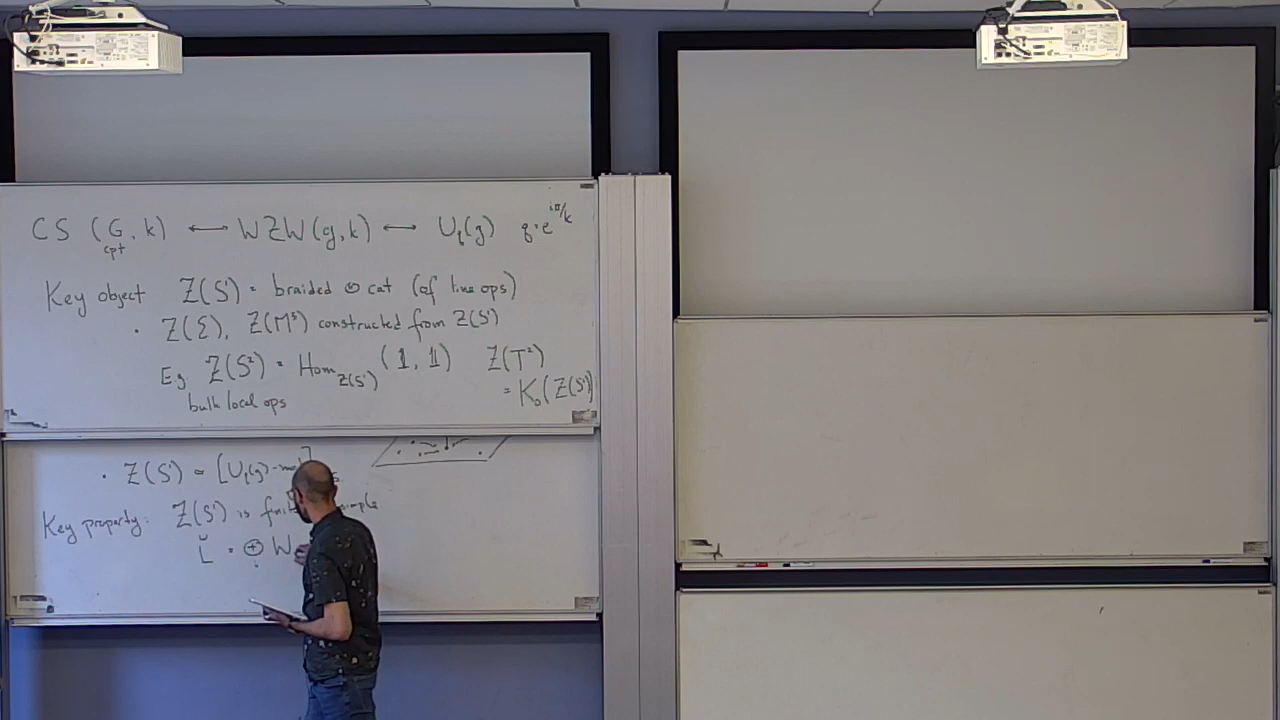 CS (G, k) ⟷ WZW(g, k) ⟷ U_q(g) q = e^{iπ/k}
cpt
Key object Z(S¹) = braided ⊗ cat (of line ops)
· Z(Σ), Z(M³) constructed from Z(S¹)
Eg Z(S²) = Hom_{Z(S¹)} (1, 1) Z(T²)
bulk local ops = K₀(Z(S¹))
· Z(S¹) = [U_q(g)-mod]
Key property: Z(S¹) is
L = ⊕ W